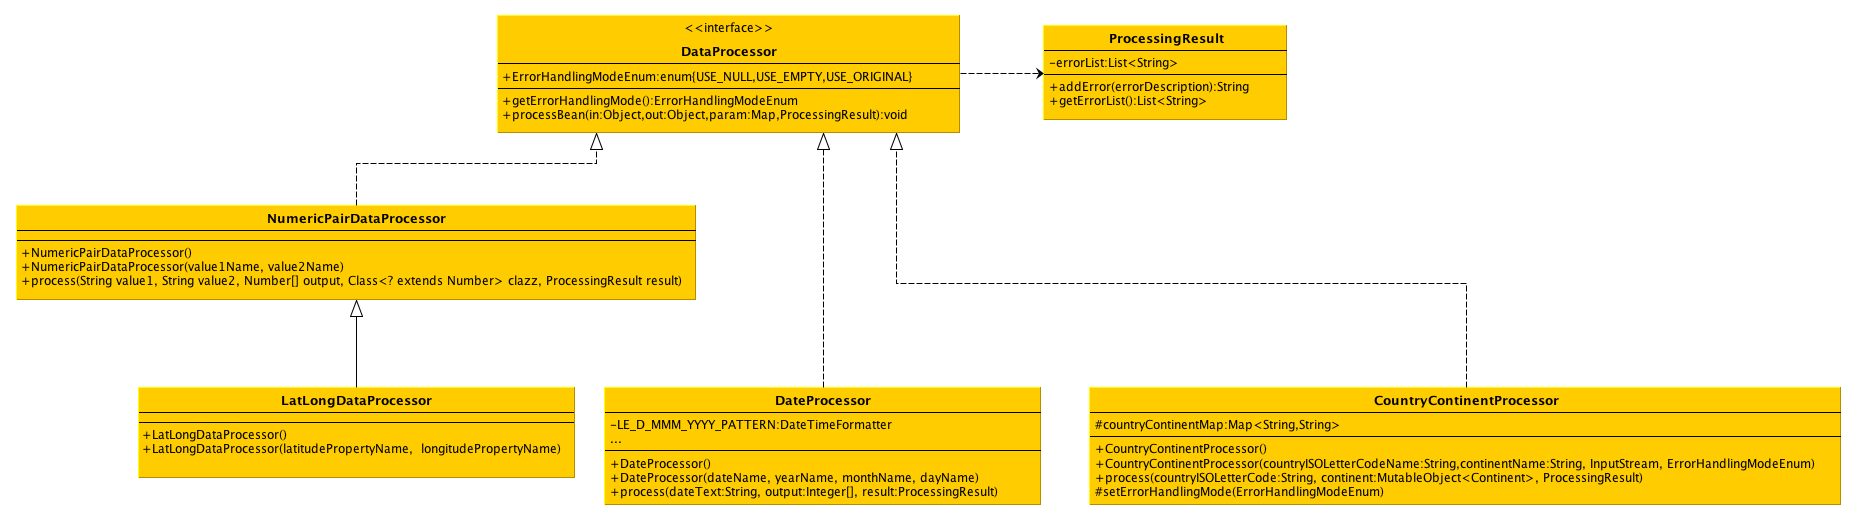 <<interface>>
DataProcessor
+ErrorHandlingModeEnum:enum{USE_NULL,USE_EMPTY,USE_ORIGINAL}
+getErrorHandlingMode():ErrorHandlingModeEnum
+processBean(in:Object,out:Object,param:Map,ProcessingResult):void
ProcessingResult
-errorList:List<String>
+addError(errorDescription):String
+getErrorList():List<String>
NumericPairDataProcessor
+NumericPairDataProcessor()
+NumericPairDataProcessor(value1Name, value2Name)
+process(String value1, String value2, Number[] output, Class<? extends Number> clazz, ProcessingResult result)
LatLongDataProcessor
+LatLongDataProcessor()
+LatLongDataProcessor(latitudePropertyName, longitudePropertyName)
DateProcessor
-LE_D_MMM_YYYY_PATTERN:DateTimeFormatter
...
+DateProcessor()
+DateProcessor(dateName, yearName, monthName, dayName)
+process(dateText:String, output:Integer[], result:ProcessingResult)
CountryContinentProcessor
#countryContinentMap:Map<String,String>
+CountryContinentProcessor()
+CountryContinentProcessor(countryISOLetterCodeName:String,continentName:String, InputStream, ErrorHandlingModeEnum)
+process(countryISOLetterCode:String, continent:MutableObject<Continent>, ProcessingResult)
#setErrorHandlingMode(ErrorHandlingModeEnum)